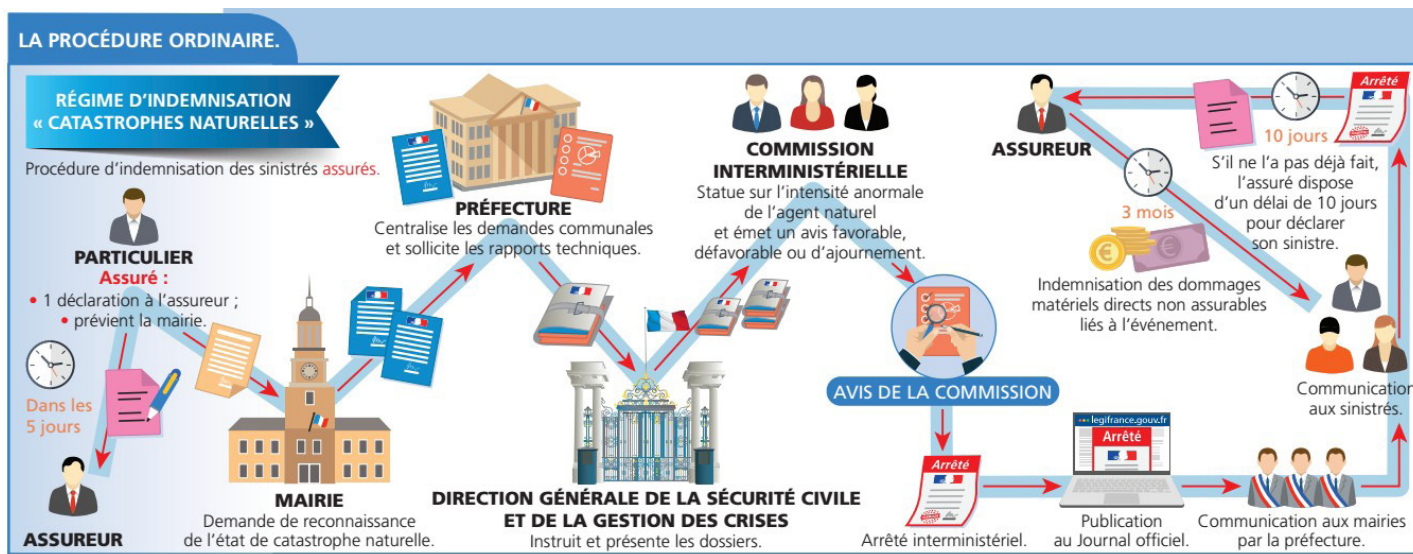 LA PROCÉDURE ORDINAIRE.
RÉGIME D’INDEMNISATION
« CATASTROPHES NATURELLES »
Procédure d’indemnisation des sinistrés assurés.
PARTICULIER
Assuré :
• 1 déclaration à l’assureur ;
• prévient la mairie.
Dans les
5 jours
ASSUREUR
MAIRIE
Demande de reconnaissance
de l’état de catastrophe naturelle.
PRÉFECTURE
Centralise les demandes communales
et sollicite les rapports techniques.
DIRECTION GÉNÉRALE DE LA SÉCURITÉ CIVILE
ET DE LA GESTION DES CRISES
Instruit et présente les dossiers.
COMMISSION
INTERMINISTÉRIELLE
Statue sur l’intensité anormale
de l’agent naturel
et émet un avis favorable,
défavorable ou d’ajournement.
AVIS DE LA COMMISSION
Arrêté
Arrêté interministériel.
legifrance.gouv.fr
Arrêté
Publication
au Journal officiel.
Communication aux mairies
par la préfecture.
Communication
aux sinistrés.
Arrêté
10 jours
S’il ne l’a pas déjà fait,
l’assuré dispose
d’un délai de 10 jours
pour déclarer
son sinistre.
ASSUREUR
3 mois
Indemnisation des dommages
matériels directs non assurables
liés à l’événement.